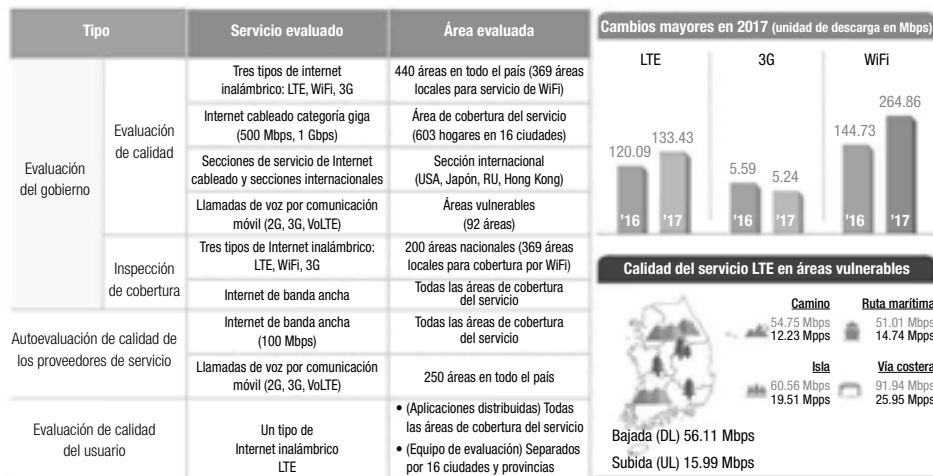 Tipo
Servicio evaluado
Área evaluada
Evaluación
del gobierno
Evaluación
de calidad
Tres tipos de internet
inalámbrico: LTE, WiFi, 3G
440 áreas en todo el país (369 áreas
locales para servicio de WiFi)
Internet cableado categoría giga
(500 Mbps, 1 Gbps)
Área de cobertura del servicio
(603 hogares en 16 ciudades)
Secciones de servicio de Internet
cableado y secciones internacionales
Sección internacional
(USA, Japón, RU, Hong Kong)
Llamadas de voz por comunicación
móvil (2G, 3G, VoLTE)
Áreas vulnerables
(92 áreas)
Inspección
de cobertura
Tres tipos de Internet inalámbrico:
LTE, WiFi, 3G
200 áreas nacionales (369 áreas
locales para cobertura por WiFi)
Internet de banda ancha
Todas las áreas de cobertura
del servicio
Autoevaluación de calidad de
los proveedores de servicio
Internet de banda ancha
(100 Mbps)
Todas las áreas de cobertura
del servicio
Llamadas de voz por comunicación
móvil (2G, 3G, VoLTE)
250 áreas en todo el país
Evaluación de calidad
del usuario
Un tipo de
Internet inalámbrico
LTE
• (Aplicaciones distribuidas) Todas
las áreas de cobertura del servicio
• (Equipo de evaluación) Separados
por 16 ciudades y provincias
Cambios mayores en 2017 (unidad de descarga en Mbps)
LTE
3G
WiFi
120.09
133.43
5.59
5.24
144.73
264.86
'16
'17
'16
'17
'16
'17
Calidad del servicio LTE en áreas vulnerables
Camino
54.75 Mbps
12.23 Mpps
Ruta marítima
51.01 Mbps
14.74 Mpps
Isla
60.56 Mbps
19.51 Mpps
Vía costera
91.94 Mbps
25.95 Mpps
Bajada (DL) 56.11 Mbps
Subida (UL) 15.99 Mbps